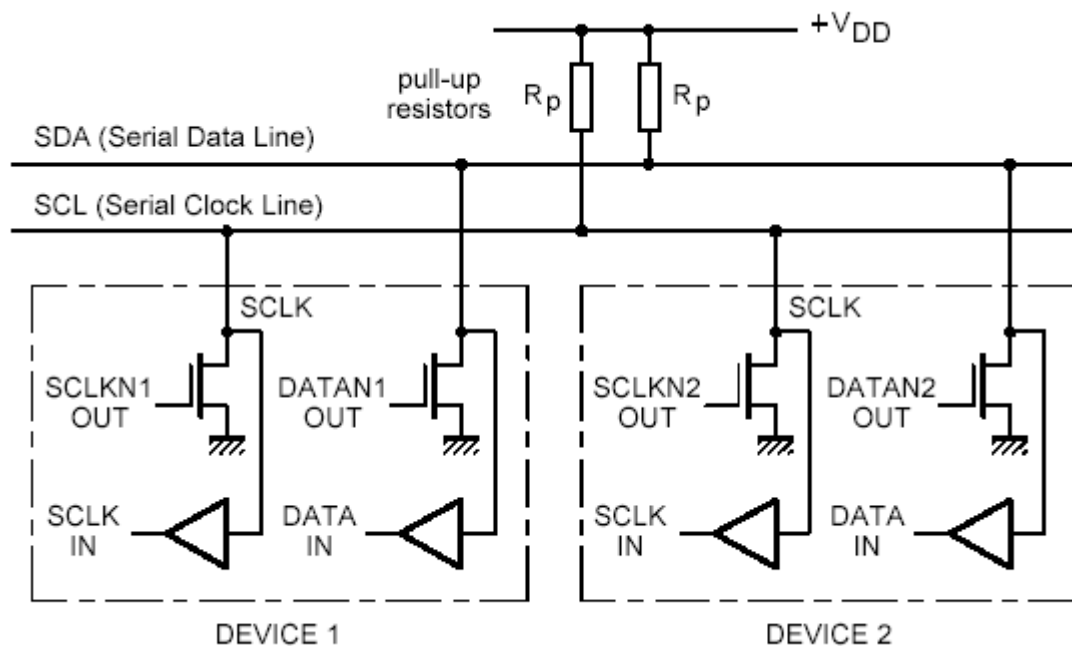 +VDD
pull-up
resistors
Rp
Rp
SDA (Serial Data Line)
SCL (Serial Clock Line)
SCLK
SCLK
SCLKN1
OUT
DATAN1
OUT
SCLKN2
OUT
DATAN2
OUT
SCLK
IN
DATA
IN
SCLK
IN
DATA
IN
DEVICE 1
DEVICE 2